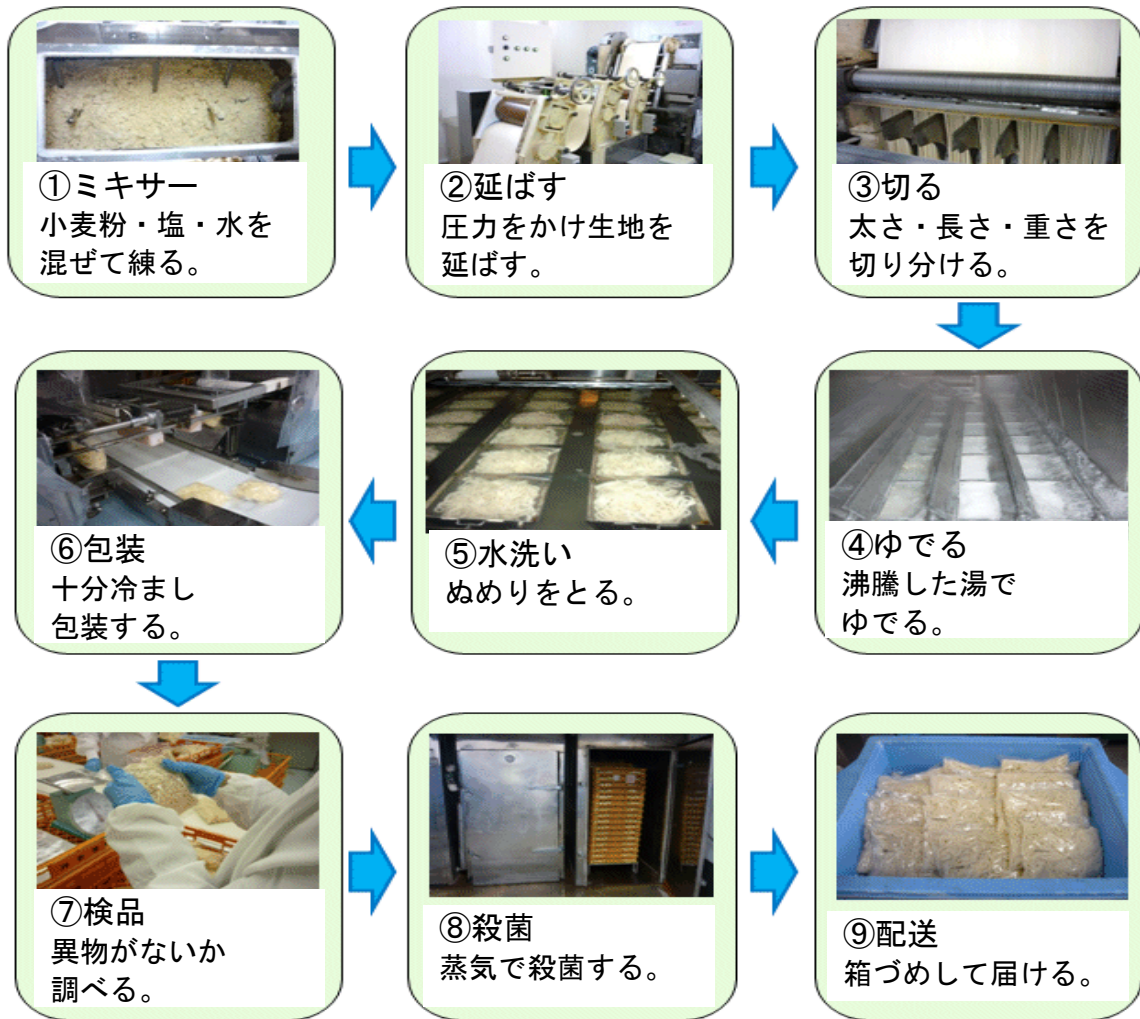 ①ミキサー
小麦粉・塩・水を
混ぜて練る。
②延ばす
圧力をかけ生地を
延ばす。
③切る
太さ・長さ・重さを
切り分ける。
④ゆでる
沸騰した湯で
ゆでる。
⑤水洗い
ぬめりをとる。
⑥包装
十分冷まし
包装する。
⑦検品
異物がないか
調べる。
⑧殺菌
蒸気で殺菌する。
⑨配送
箱づめして届ける。